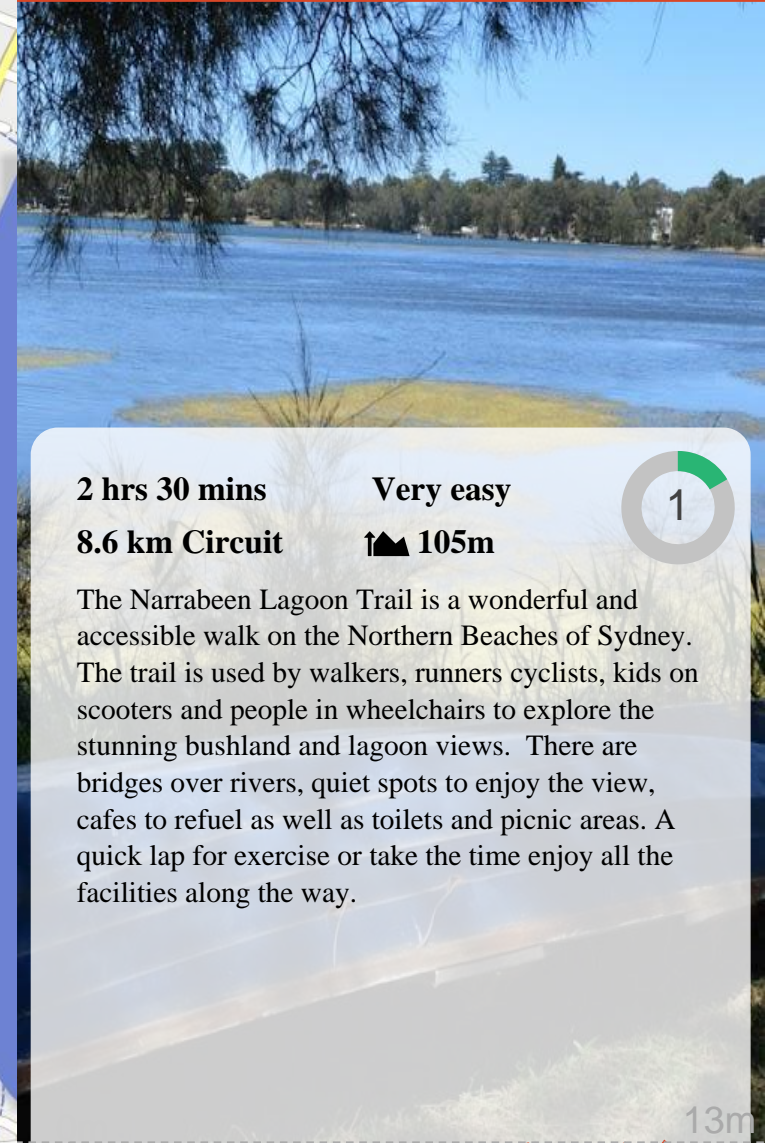 2 hrs 30 mins
Very easy
1
8.6 km Circuit
105m
The Narrabeen Lagoon Trail is a wonderful and
accessible walk on the Northern Beaches of Sydney.
The trail is used by walkers, runners cyclists, kids on
scooters and people in wheelchairs to explore the
stunning bushland and lagoon views.  There are
bridges over rivers, quiet spots to enjoy the view,
cafes to refuel as well as toilets and picnic areas. A
quick lap for exercise or take the time enjoy all the
facilities along the way.
13m